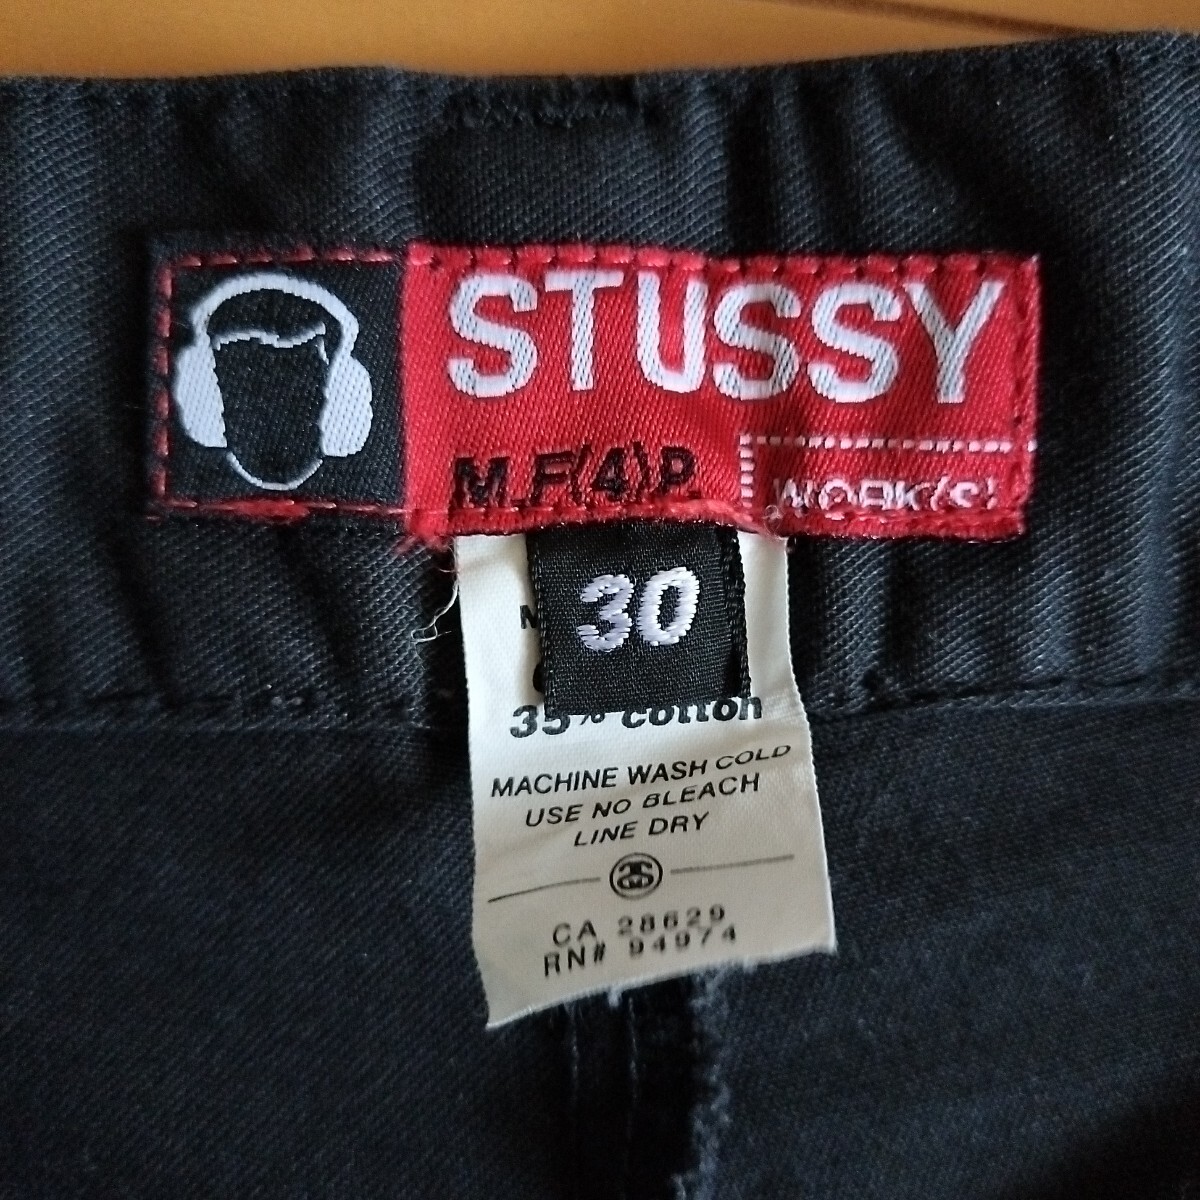 STUSSY
M.F(4)P.
WORK(S)
30
35% cotton
MACHINE WASH COLD
USE NO BLEACH
LINE DRY
CA 28629
RN# 94974